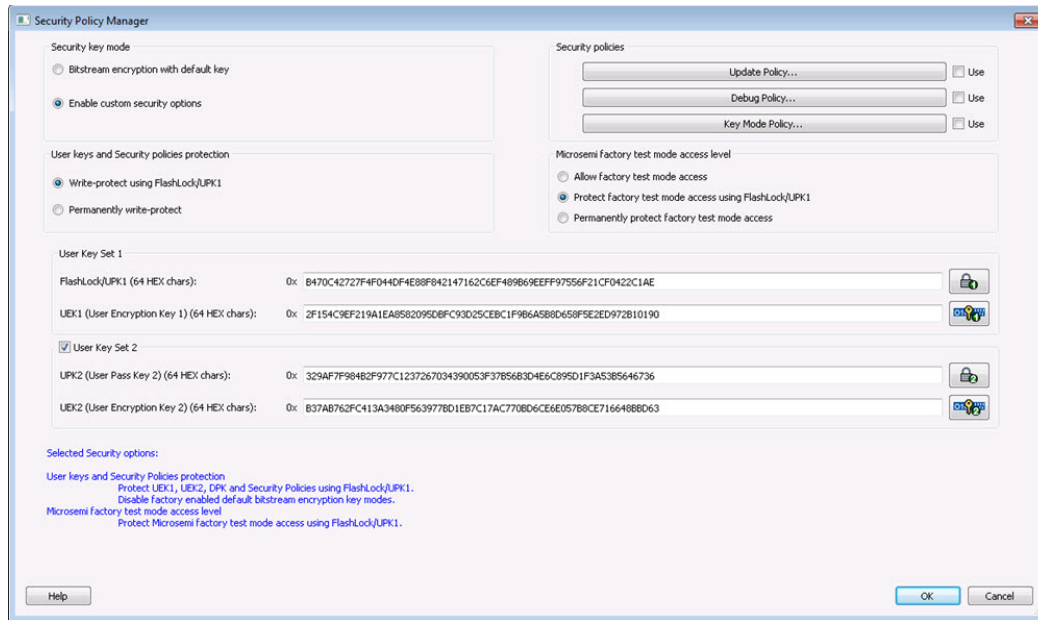 Security Policy Manager
Security key mode
Bitstream encryption with default key
Enable custom security options
Security policies
Update Policy...
Use
Debug Policy...
Use
Key Mode Policy...
Use
User keys and Security policies protection
Write-protect using FlashLock/UPK1
Permanently write-protect
Microsemi factory test mode access level
Allow factory test mode access
Protect factory test mode access using FlashLock/UPK1
Permanently protect factory test mode access
User Key Set 1
FlashLock/UPK1 (64 HEX chars): 0x B470C42727F4F044DF4E88F842147162C6EF489B69EEFF97556F21CF0422C1AE
UEK1 (User Encryption Key 1) (64 HEX chars): 0x 2F154C9EF219A1EA8582095DBFC93D25CEBC1F9B6A5B8D658F5E2ED972B10190
User Key Set 2
UPK2 (User Pass Key 2) (64 HEX chars): 0x 329AF7F984B2F977C1237267034390053F37B56B3D4E6C895D1F3A53B5646736
UEK2 (User Encryption Key 2) (64 HEX chars): 0x B37AB762FC413A3480F563977BD1EB7C17AC770BD6CE6E057B8CE716648BBD63
Selected Security options:
User keys and Security Policies protection
Protect UEK1, UEK2, DPK and Security Policies using FlashLock/UPK1.
Disable factory enabled default bitstream encryption key modes.
Microsemi factory test mode access level
Protect Microsemi factory test mode access using FlashLock/UPK1.
Help
OK
Cancel